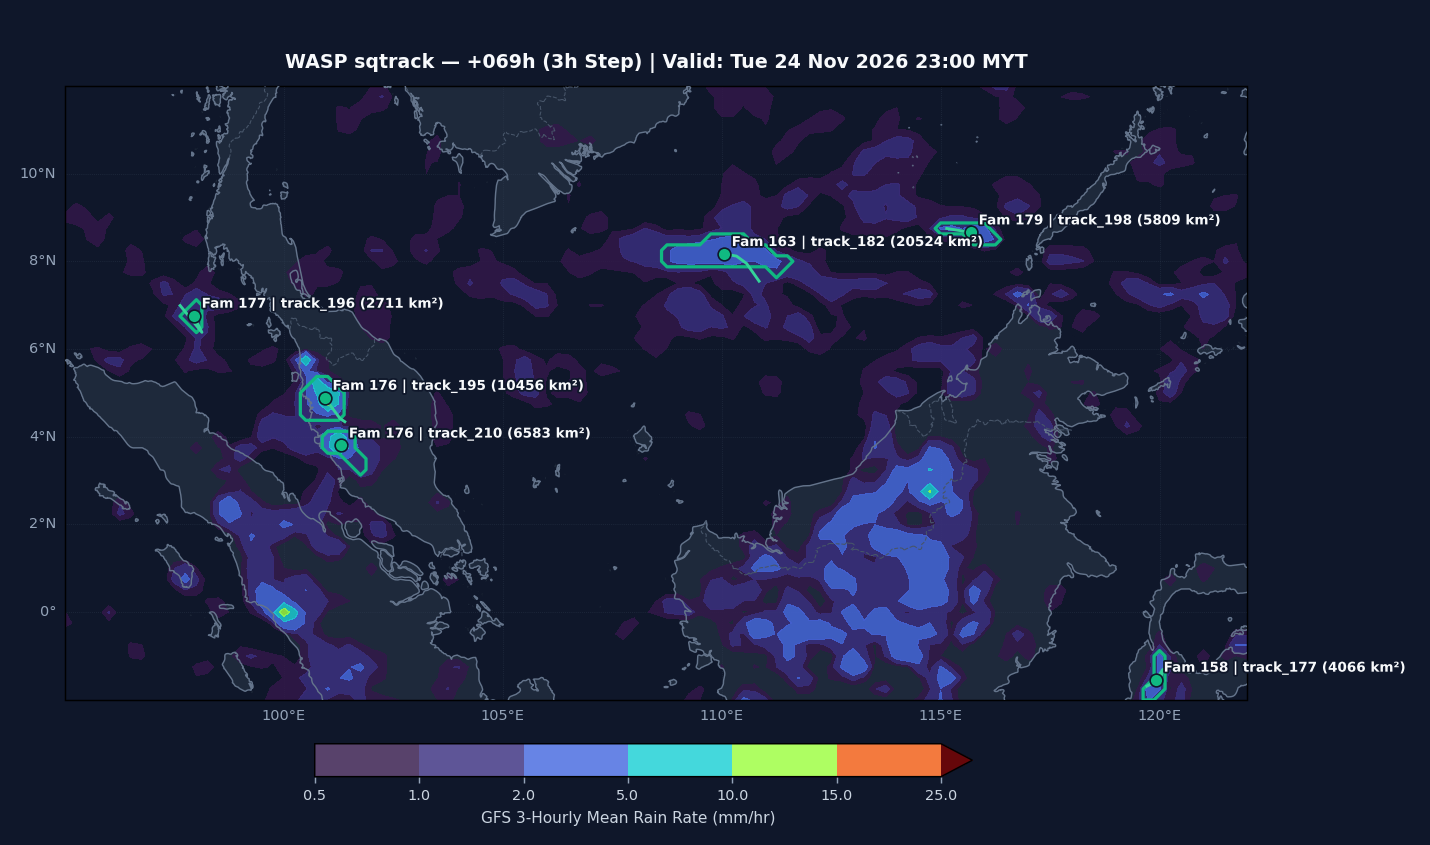 WASP sqtrack — +069h (3h Step) | Valid: Tue 24 Nov 2026 23:00 MYT
10°N
Fam 179 | track_198 (5809 km²)
Fam 163 | track_182 (20524 km²)
8°N
Fam 177 | track_196 (2711 km²)
6°N
Fam 176 | track_195 (10456 km²)
Fam 176 | track_210 (6583 km²)
4°N
2°N
0°
Fam 158 | track_177 (4066 km²)
100°E 105°E 110°E 115°E 120°E
0.5 1.0 2.0 5.0 10.0 15.0 25.0
GFS 3-Hourly Mean Rain Rate (mm/hr)